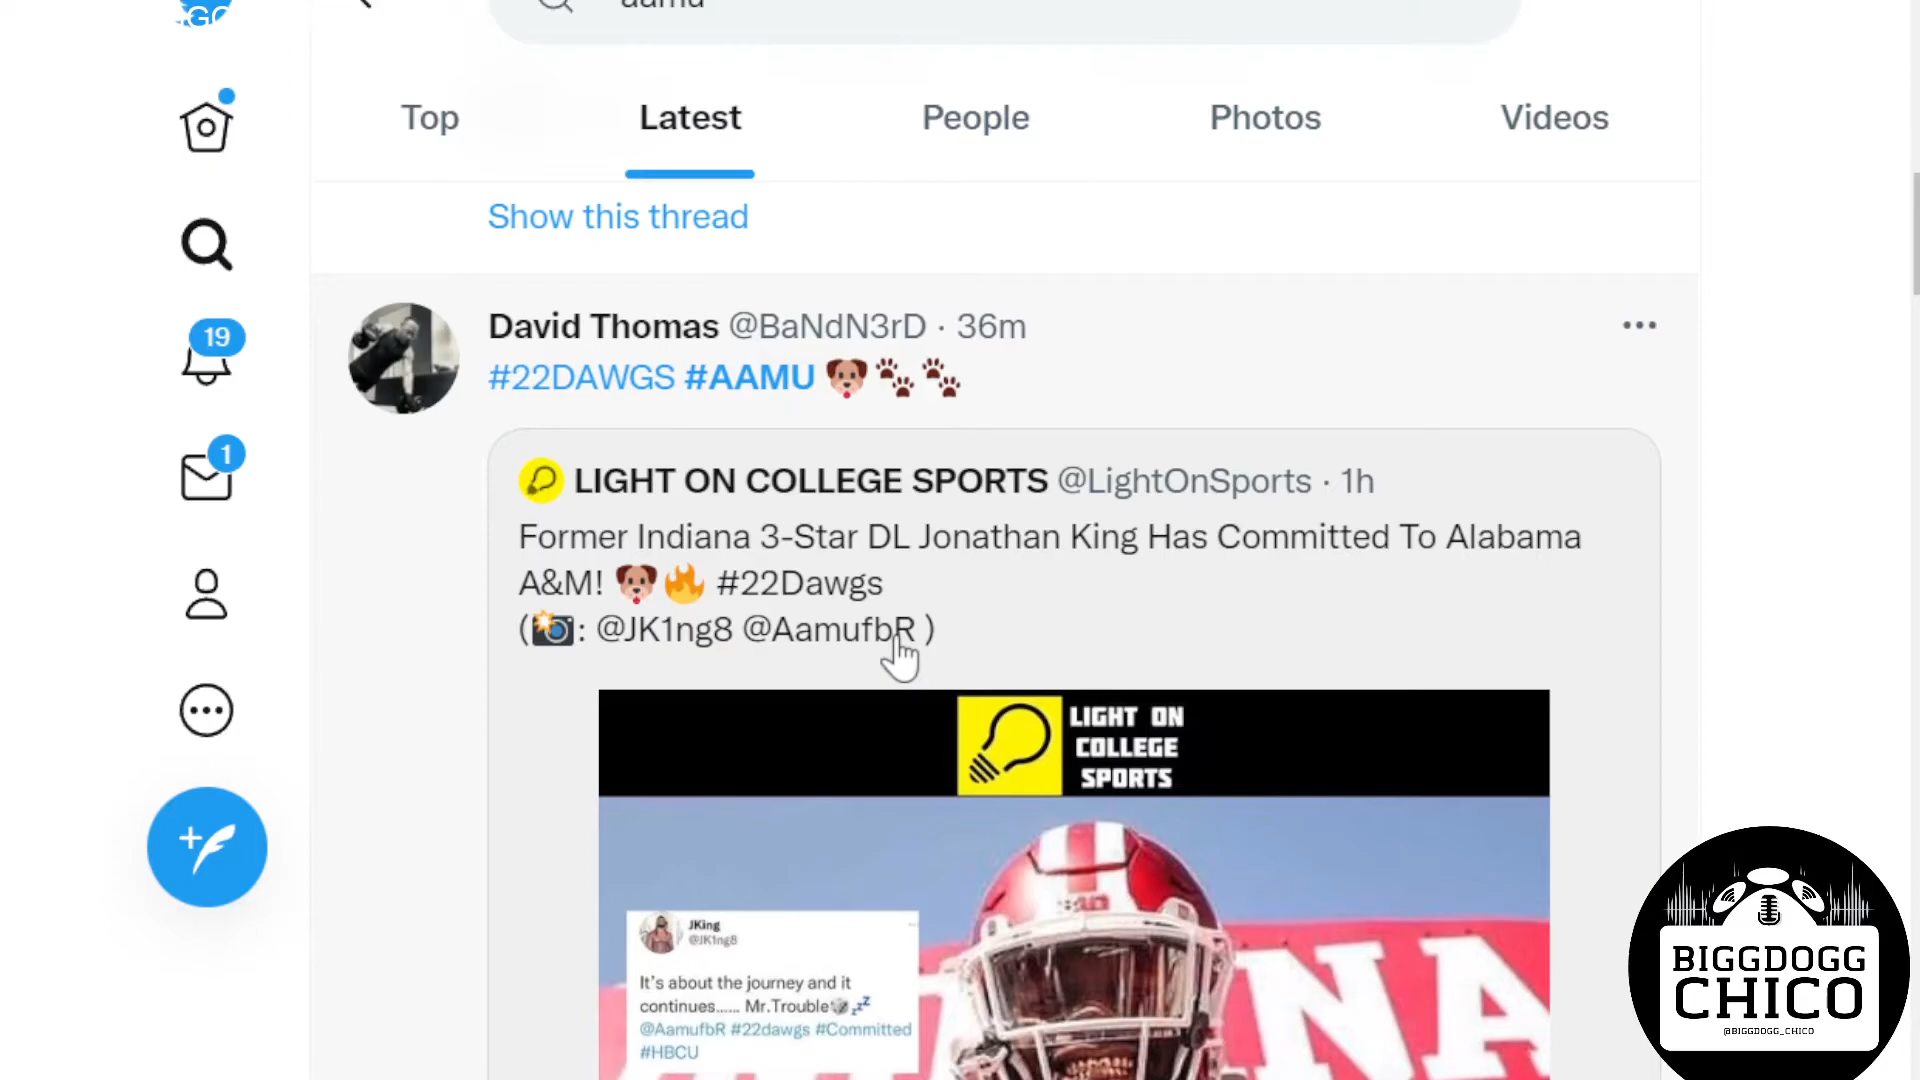 aamu
Top
Latest
People
Photos
Videos
Show this thread
19
1
David Thomas @BaNdN3rD · 36m
#22DAWGS #AAMU 🐶🐾🐾
LIGHT ON COLLEGE SPORTS @LightOnSports · 1h
Former Indiana 3-Star DL Jonathan King Has Committed To Alabama
A&M! 🐶🔥 #22Dawgs
(📸: @JK1ng8 @AamufbR )
LIGHT ON
COLLEGE
SPORTS
JKing
@JK1ng8
It's about the journey and it
continues...... Mr.Trouble🎲💤
@AamufbR #22dawgs #Committed
#HBCU
BIGGDOGG
CHICO
@BIGGDOGG_CHICO